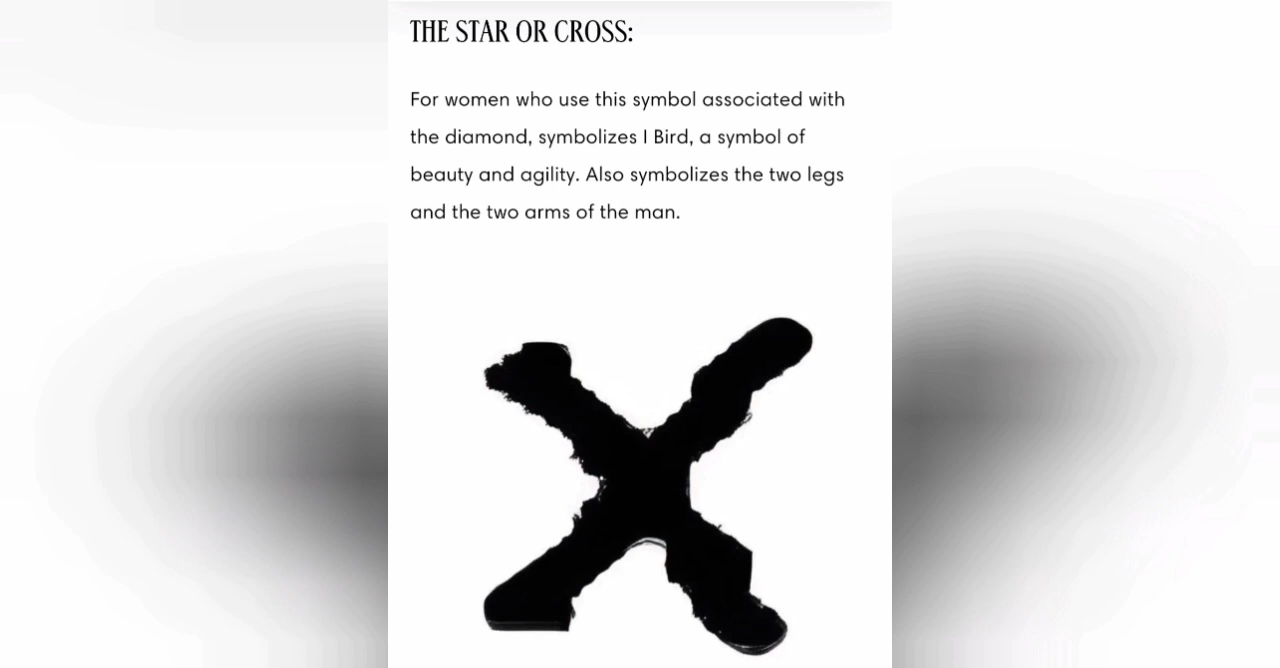 THE STAR OR CROSS:
For women who use this symbol associated with
the diamond, symbolizes I Bird, a symbol of
beauty and agility. Also symbolizes the two legs
and the two arms of the man.